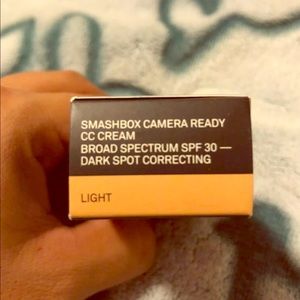 SMASHBOX CAMERA READY
CC CREAM
BROAD SPECTRUM SPF 30 —
DARK SPOT CORRECTING
LIGHT